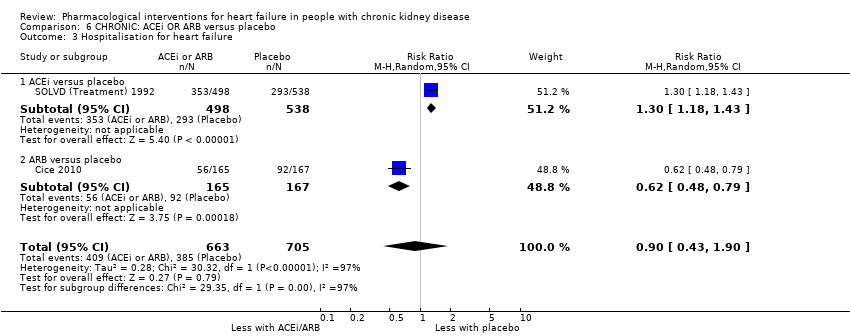 Review: Pharmacological interventions for heart failure in people with chronic kidney disease
Comparison: 6 CHRONIC: ACEi OR ARB versus placebo
Outcome: 3 Hospitalisation for heart failure
Study or subgroup ACEi or ARB Placebo Risk Ratio Weight Risk Ratio
n/N n/N M-H,Random,95% CI M-H,Random,95% CI
1 ACEi versus placebo
SOLVD (Treatment) 1992 353/498 293/538 51.2 % 1.30 [ 1.18, 1.43 ]
Subtotal (95% CI) 498 538 51.2 % 1.30 [ 1.18, 1.43 ]
Total events: 353 (ACEi or ARB), 293 (Placebo)
Heterogeneity: not applicable
Test for overall effect: Z = 5.40 (P < 0.00001)
2 ARB versus placebo
Cice 2010 56/165 92/167 48.8 % 0.62 [ 0.48, 0.79 ]
Subtotal (95% CI) 165 167 48.8 % 0.62 [ 0.48, 0.79 ]
Total events: 56 (ACEi or ARB), 92 (Placebo)
Heterogeneity: not applicable
Test for overall effect: Z = 3.75 (P = 0.00018)
Total (95% CI) 663 705 100.0 % 0.90 [ 0.43, 1.90 ]
Total events: 409 (ACEi or ARB), 385 (Placebo)
Heterogeneity: Tau² = 0.28; Chi² = 30.32, df = 1 (P<0.00001); I² =97%
Test for overall effect: Z = 0.27 (P = 0.79)
Test for subgroup differences: Chi² = 29.35, df = 1 (P = 0.00), I² =97%
0.1 0.2 0.5 1 2 5 10
Less with ACEi/ARB Less with placebo